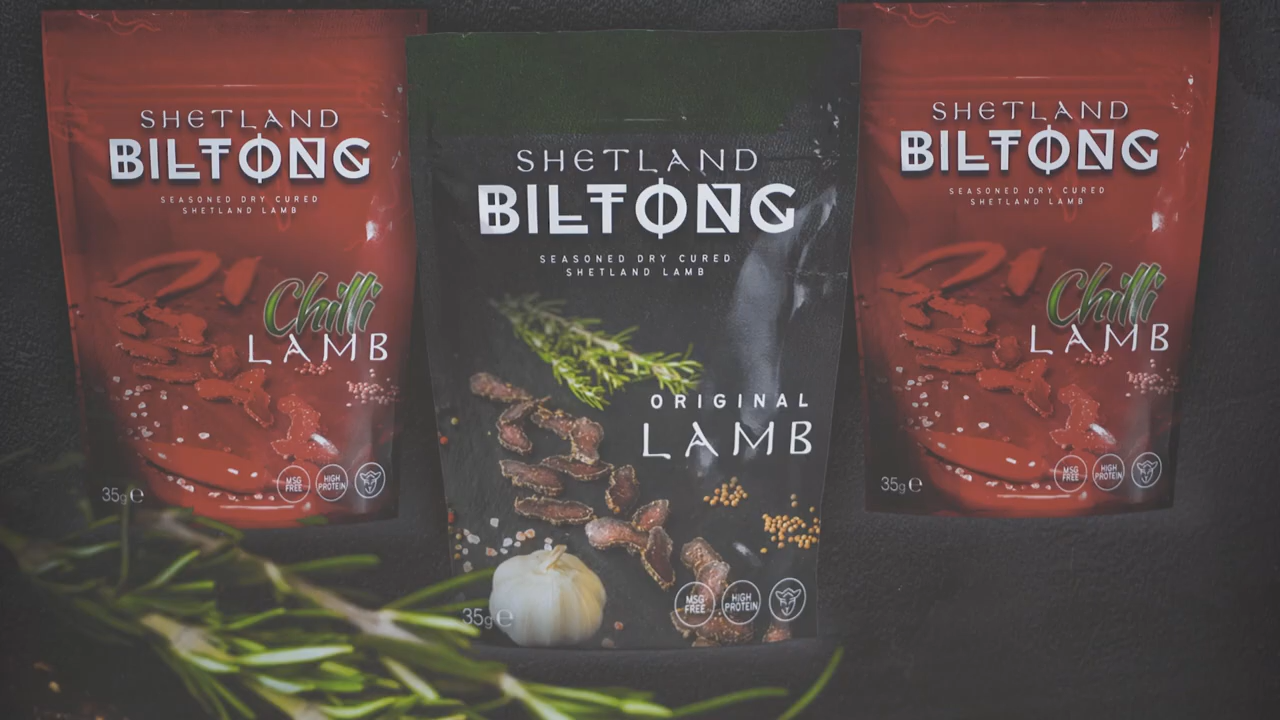 SHETLAND
BILTONG
SEASONED DRY CURED
SHETLAND LAMB
Chilli
LAMB
MSG
FREE
HIGH
PROTEIN
35g e
SHETLAND
BILTONG
SEASONED DRY CURED
SHETLAND LAMB
ORIGINAL
LAMB
MSG
FREE
HIGH
PROTEIN
35g e
SHETLAND
BILTONG
SEASONED DRY CURED
SHETLAND LAMB
Chilli
LAMB
MSG
FREE
HIGH
PROTEIN
35g e